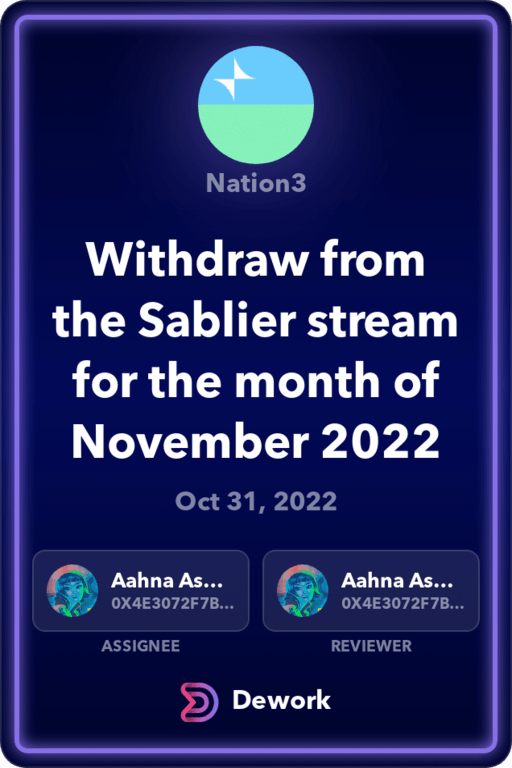 Nation3
Withdraw from
the Sablier stream
for the month of
November 2022
Oct 31, 2022
Aahna As...
0X4E3072F7B...
ASSIGNEE
Aahna As...
0X4E3072F7B...
REVIEWER
Dework